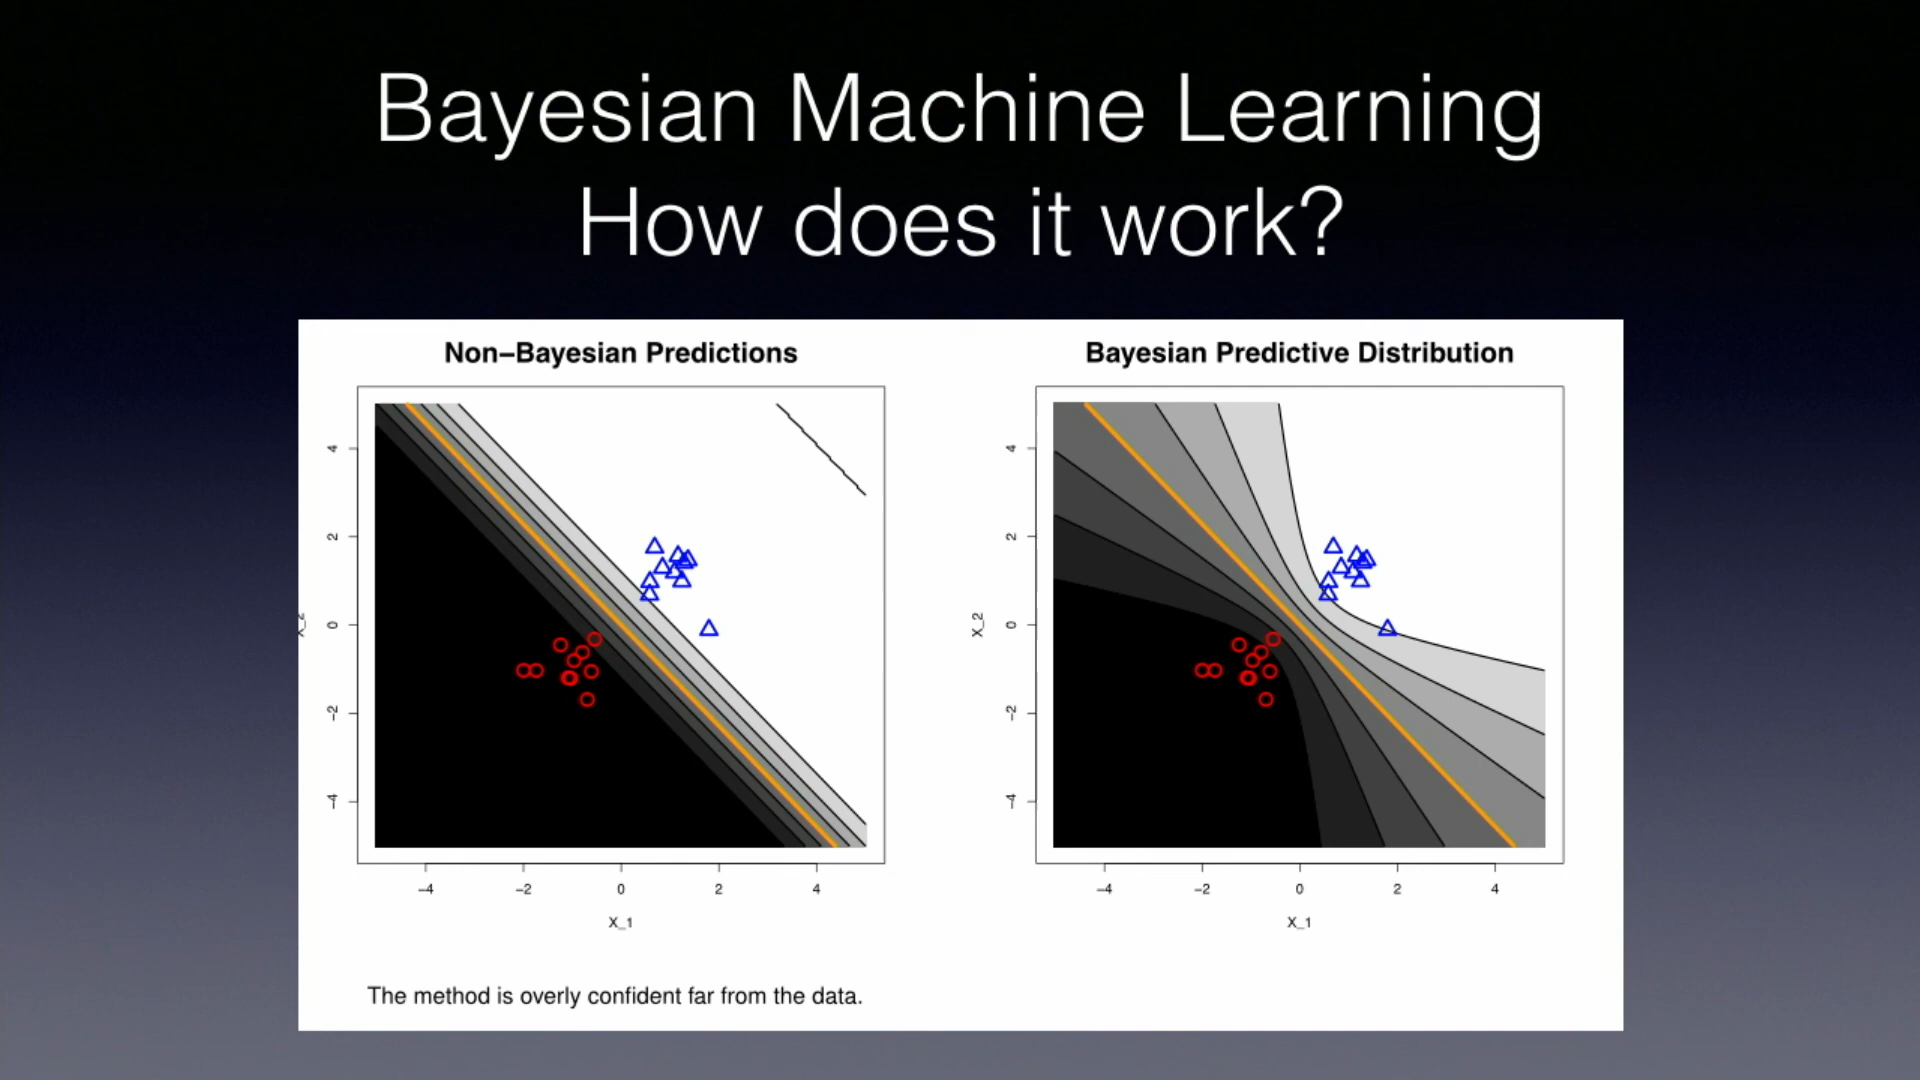 Bayesian Machine Learning
How does it work?
Non–Bayesian Predictions
X_2
4
2
0
−2
−4
−4 −2 0 2 4
X_1
Bayesian Predictive Distribution
X_2
4
2
0
−2
−4
−4 −2 0 2 4
X_1
The method is overly confident far from the data.